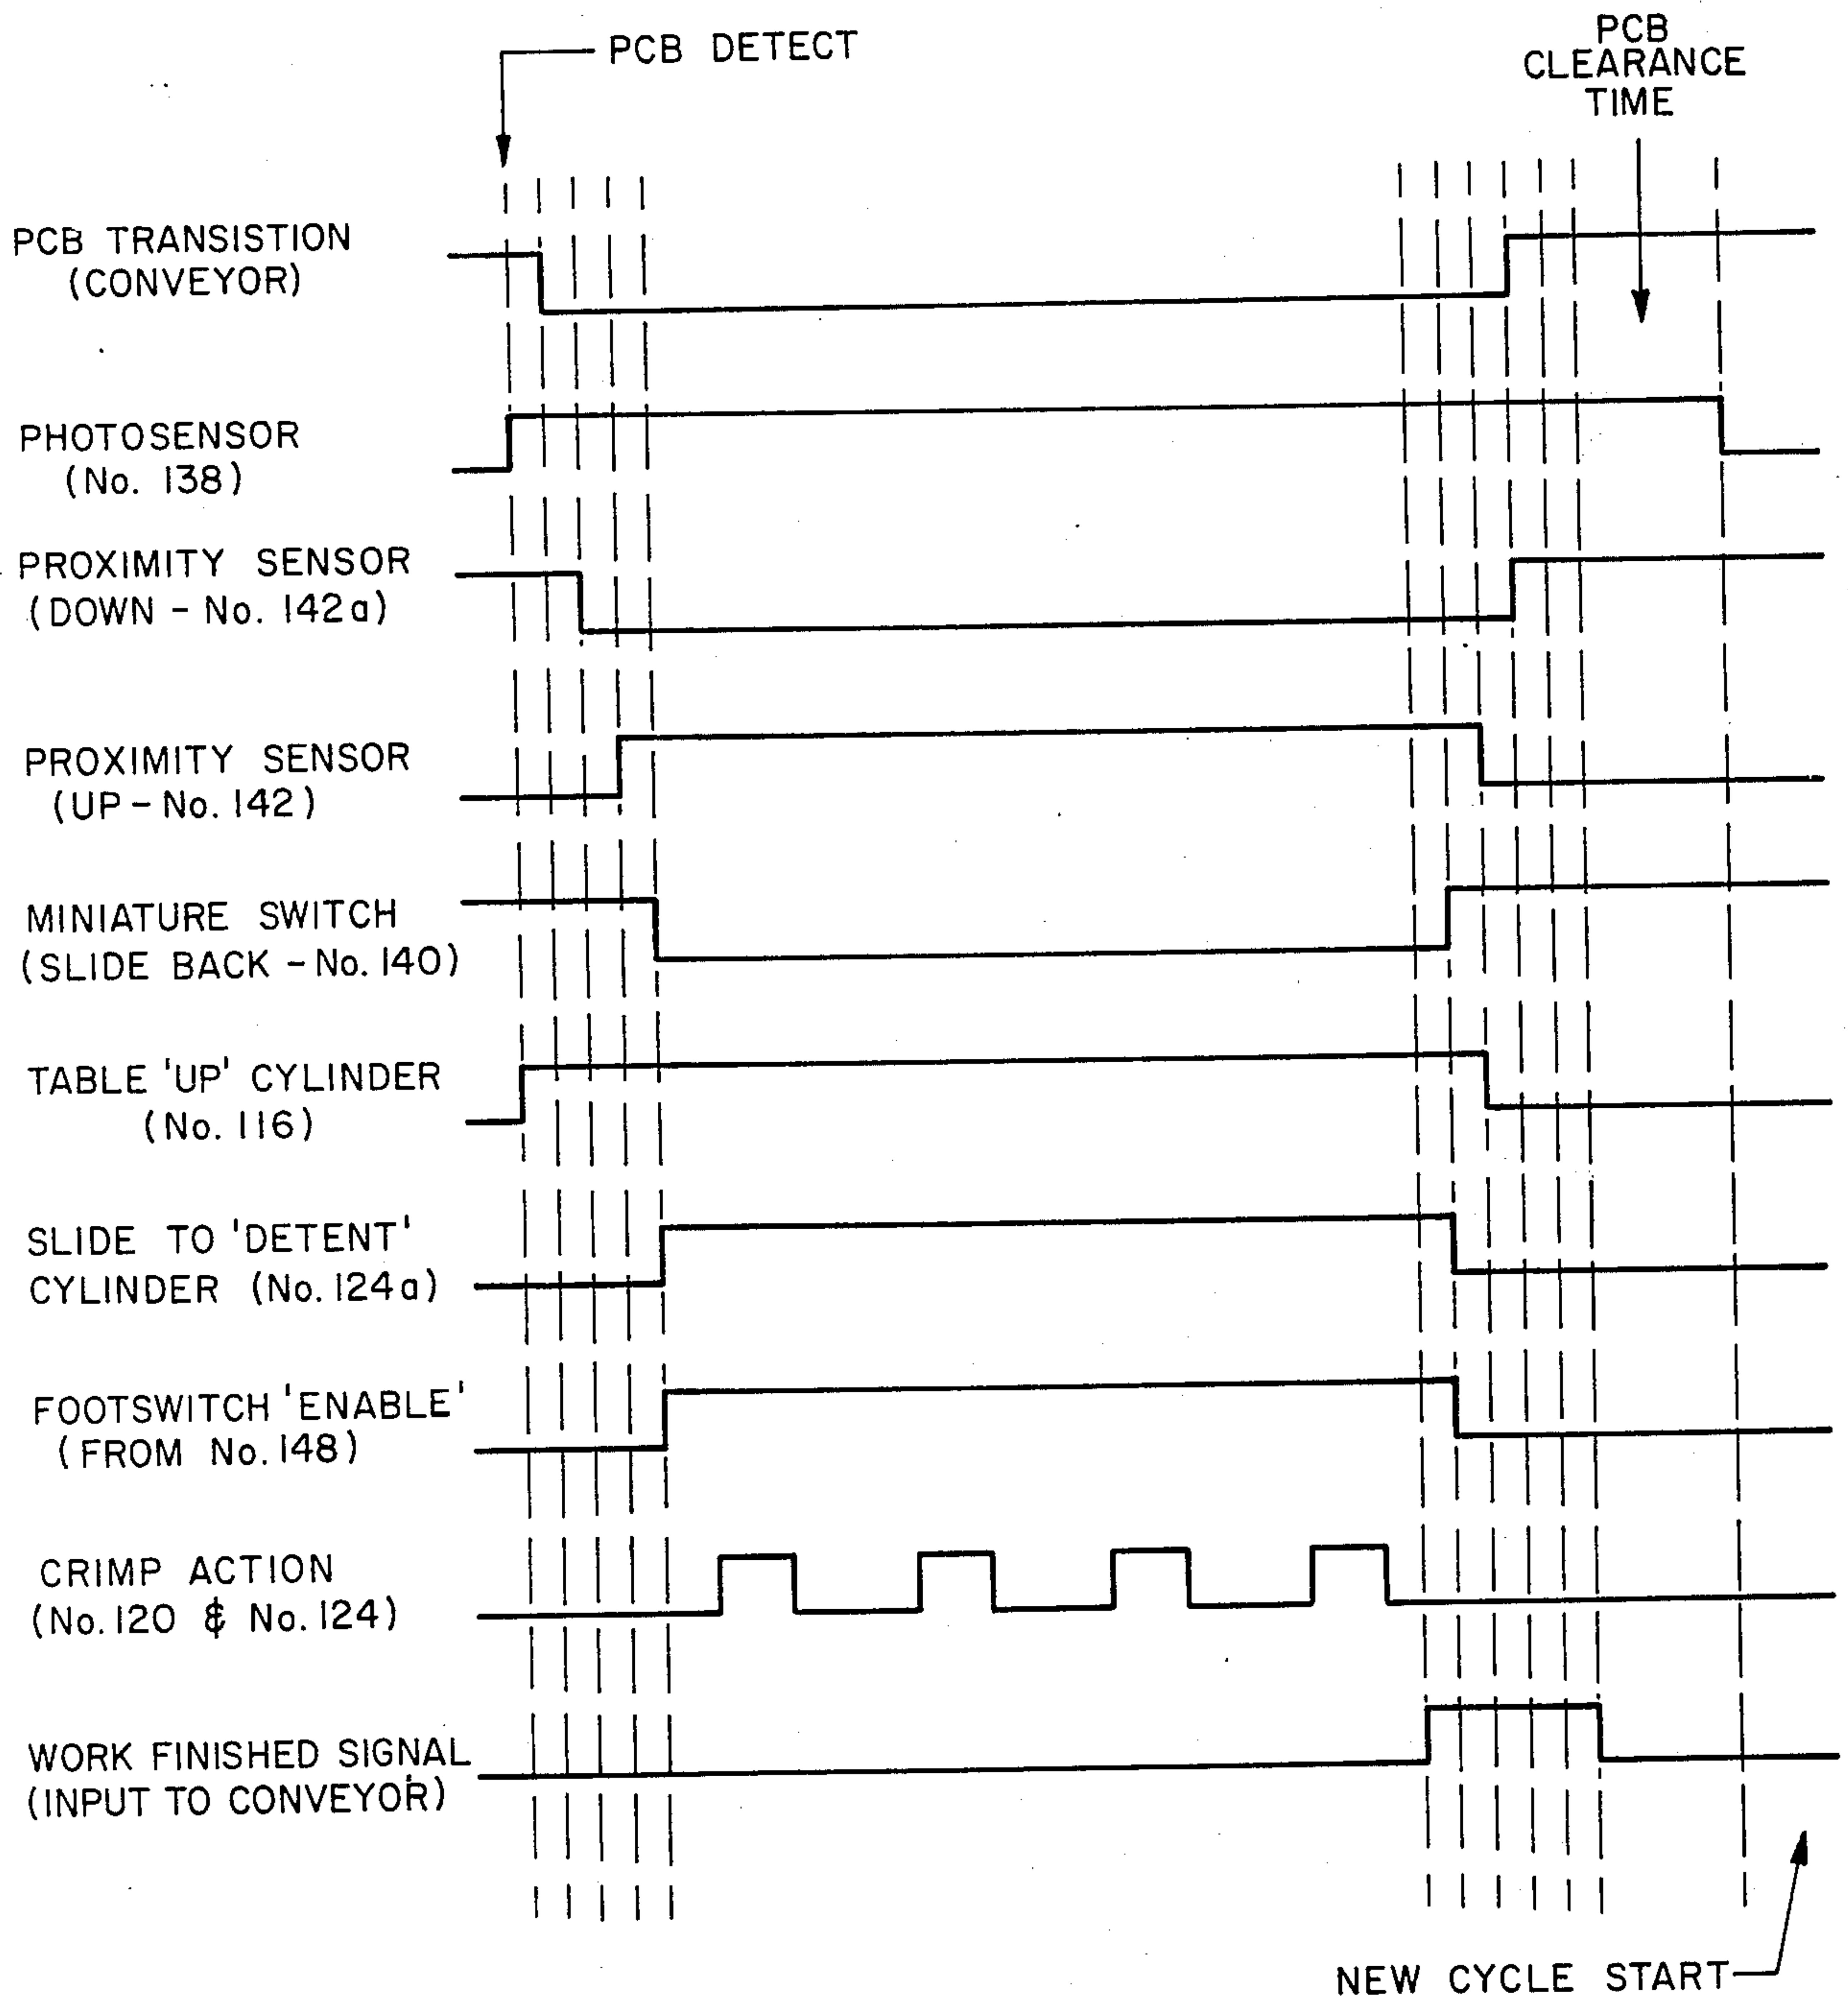 PCB DETECT
PCB
CLEARANCE
TIME
PCB TRANSISTION
(CONVEYOR)
PHOTOSENSOR
(No. 138)
PROXIMITY SENSOR
(DOWN - No. 142a)
PROXIMITY SENSOR
(UP - No. 142)
MINIATURE SWITCH
(SLIDE BACK - No. 140)
TABLE 'UP' CYLINDER
(No. 116)
SLIDE TO 'DETENT'
CYLINDER (No. 124a)
FOOTSWITCH 'ENABLE'
(FROM No. 148)
CRIMP ACTION
(No. 120 & No. 124)
WORK FINISHED SIGNAL
(INPUT TO CONVEYOR)
NEW CYCLE START